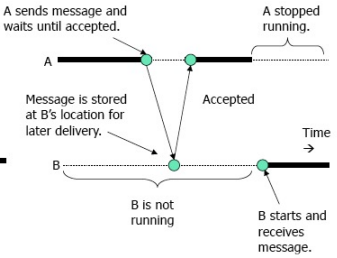 A sends message and
waits until accepted.
A stopped
running.
A
Message is stored
at B's location for
later delivery.
Accepted
Time
→
B
B is not
running
B starts and
receives
message.